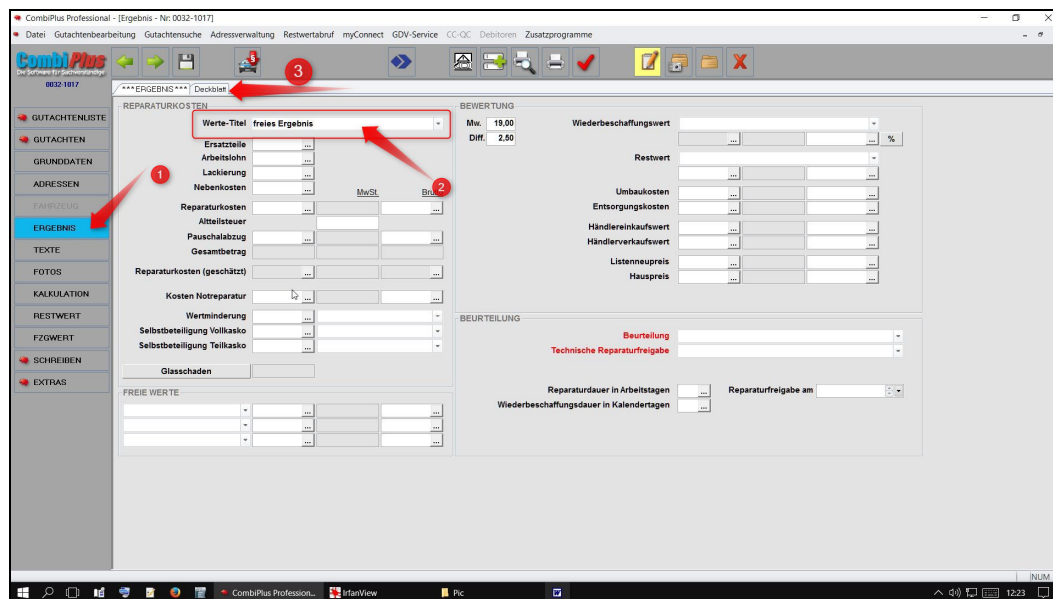 CombiPlus Professional - [Ergebnis - Nr: 0032-1017]
Datei Gutachtenbearbeitung Gutachtensuche Adressverwaltung Restwertabruf myConnect GDV-Service CC-QC Debitoren Zusatzprogramme
CombiPlus
Die Software für Sachverständige
0032-1017
3
***ERGEBNIS*** Deckblatt
GUTACHTENLISTE
GUTACHTEN
GRUNDDATEN
ADRESSEN
FAHRZEUG
ERGEBNIS
TEXTE
FOTOS
KALKULATION
RESTWERT
FZGWERT
SCHREIBEN
EXTRAS
1
REPARATURKOSTEN
Werte-Titel freies Ergebnis
2
Ersatzteile ...
Arbeitslohn ...
Lackierung ...
Nebenkosten ... MwSt.
Reparaturkosten ... ...
Altteilsteuer
Pauschalabzug ... ...
Gesamtbetrag
Reparaturkosten (geschätzt) ... ...
Kosten Notreparatur ... ...
Wertminderung ...
Selbstbeteiligung Vollkasko ...
Selbstbeteiligung Teilkasko ...
Glasschaden
FREIE WERTE
... ...
... ...
... ...
BEWERTUNG
Mw. 19,00 Wiederbeschaffungswert
Diff. 2,50 ... ... %
Restwert
... ...
Umbaukosten ... ...
Entsorgungskosten ... ...
Händlereinkaufswert ... ...
Händlerverkaufswert ... ...
Listenneupreis ... ...
Hauspreis ... ...
BEURTEILUNG
Beurteilung
Technische Reparaturfreigabe
Reparaturdauer in Arbeitstagen ... Reparaturfreigabe am
Wiederbeschaffungsdauer in Kalendertagen ...
NUM
CombiPlus Profession... IrfanView Pic 12:23